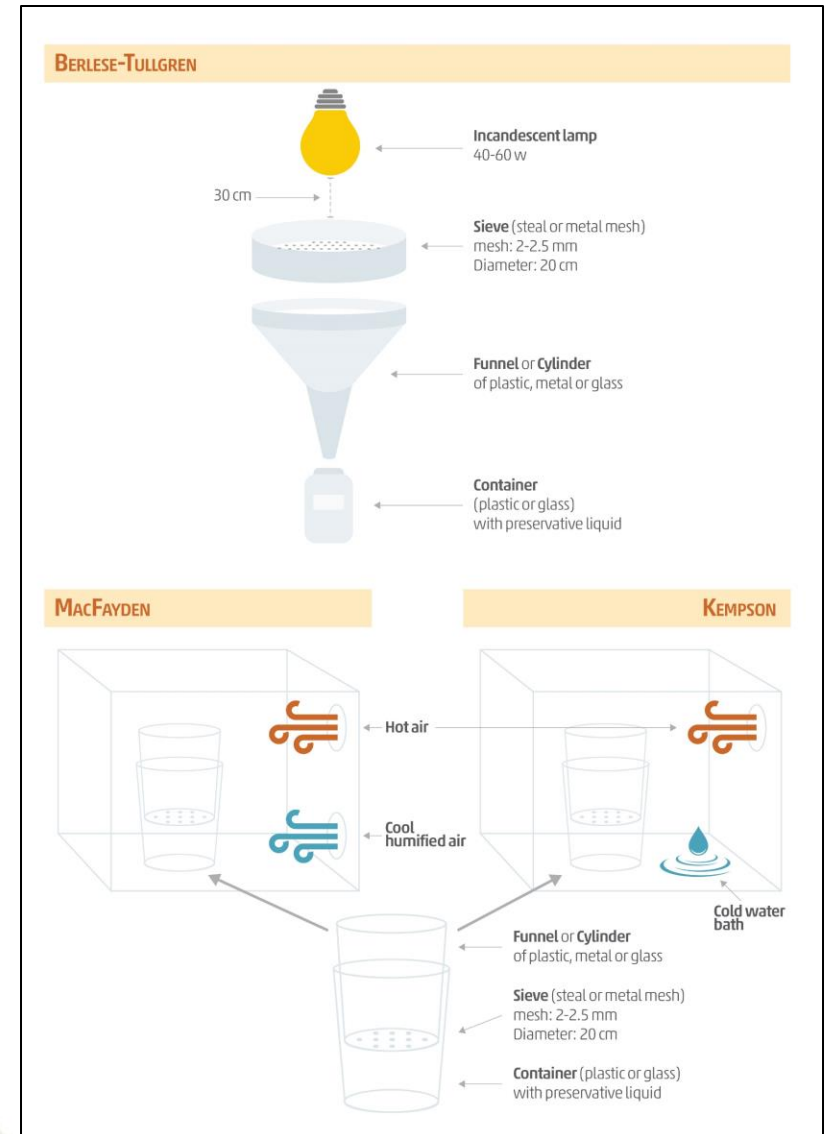 BERLESE-TULLGREN
Incandescent lamp
40-60 w
30 cm
Sieve (steal or metal mesh)
mesh: 2-2.5 mm
Diameter: 20 cm
Funnel or Cylinder
of plastic, metal or glass
Container
(plastic or glass)
with preservative liquid
MACFAYDEN
KEMPSON
Hot air
Cool
humified air
Cold water
bath
Funnel or Cylinder
of plastic, metal or glass
Sieve (steal or metal mesh)
mesh: 2-2.5 mm
Diameter: 20 cm
Container (plastic or glass)
with preservative liquid